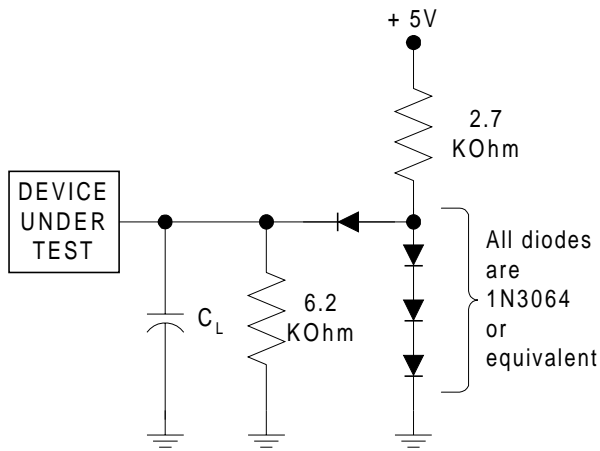 + 5V
2.7
KOhm
DEVICE
UNDER
TEST
C_L
6.2
KOhm
All diodes
are
1N3064
or
equivalent